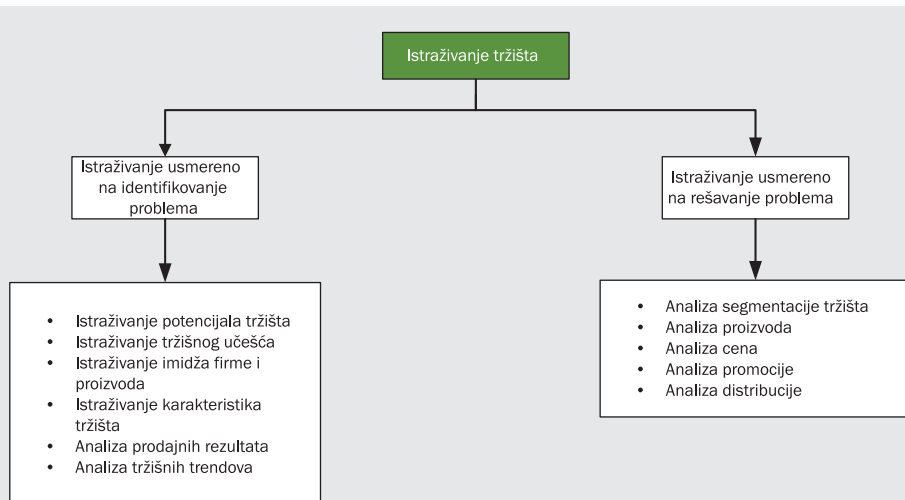 Istraživanje tržišta
Istraživanje usmereno
na identifikovanje
problema
Istraživanje usmereno
na rešavanje problema
• Istraživanje potencijala tržišta
• Istraživanje tržišnog učešća
• Istraživanje imidža firme i
proizvoda
• Istraživanje karakteristika
tržišta
• Analiza prodajnih rezultata
• Analiza tržišnih trendova
• Analiza segmentacije tržišta
• Analiza proizvoda
• Analiza cena
• Analiza promocije
• Analiza distribucije